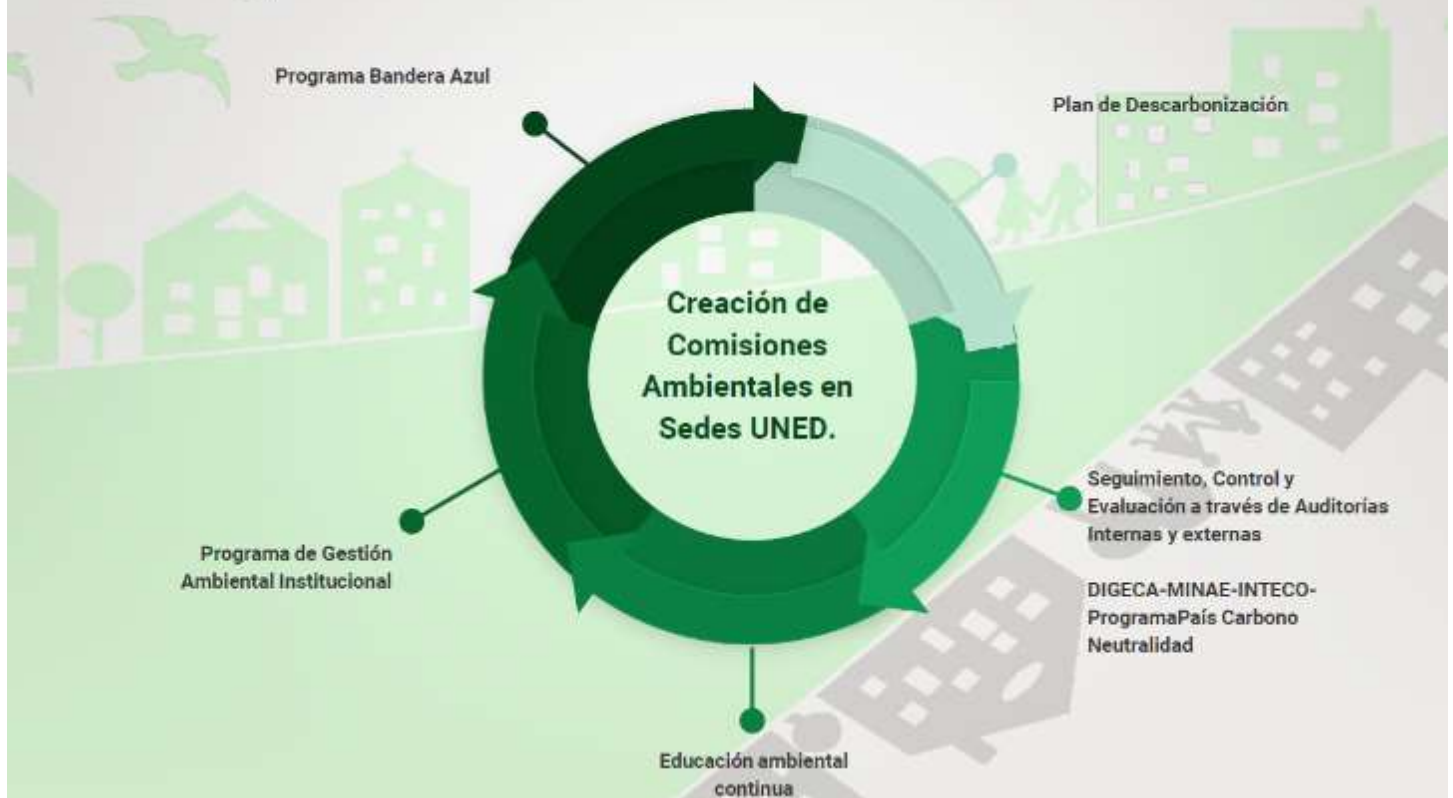 Programa Bandera Azul
Plan de Descarbonización
Creación de
Comisiones
Ambientales en
Sedes UNED.
Seguimiento, Control y
Evaluación a través de Auditorías
Internas y externas
DIGECA-MINAE-INTECO-
ProgramaPaís Carbono
Neutralidad
Programa de Gestión
Ambiental Institucional
Educación ambiental
continua